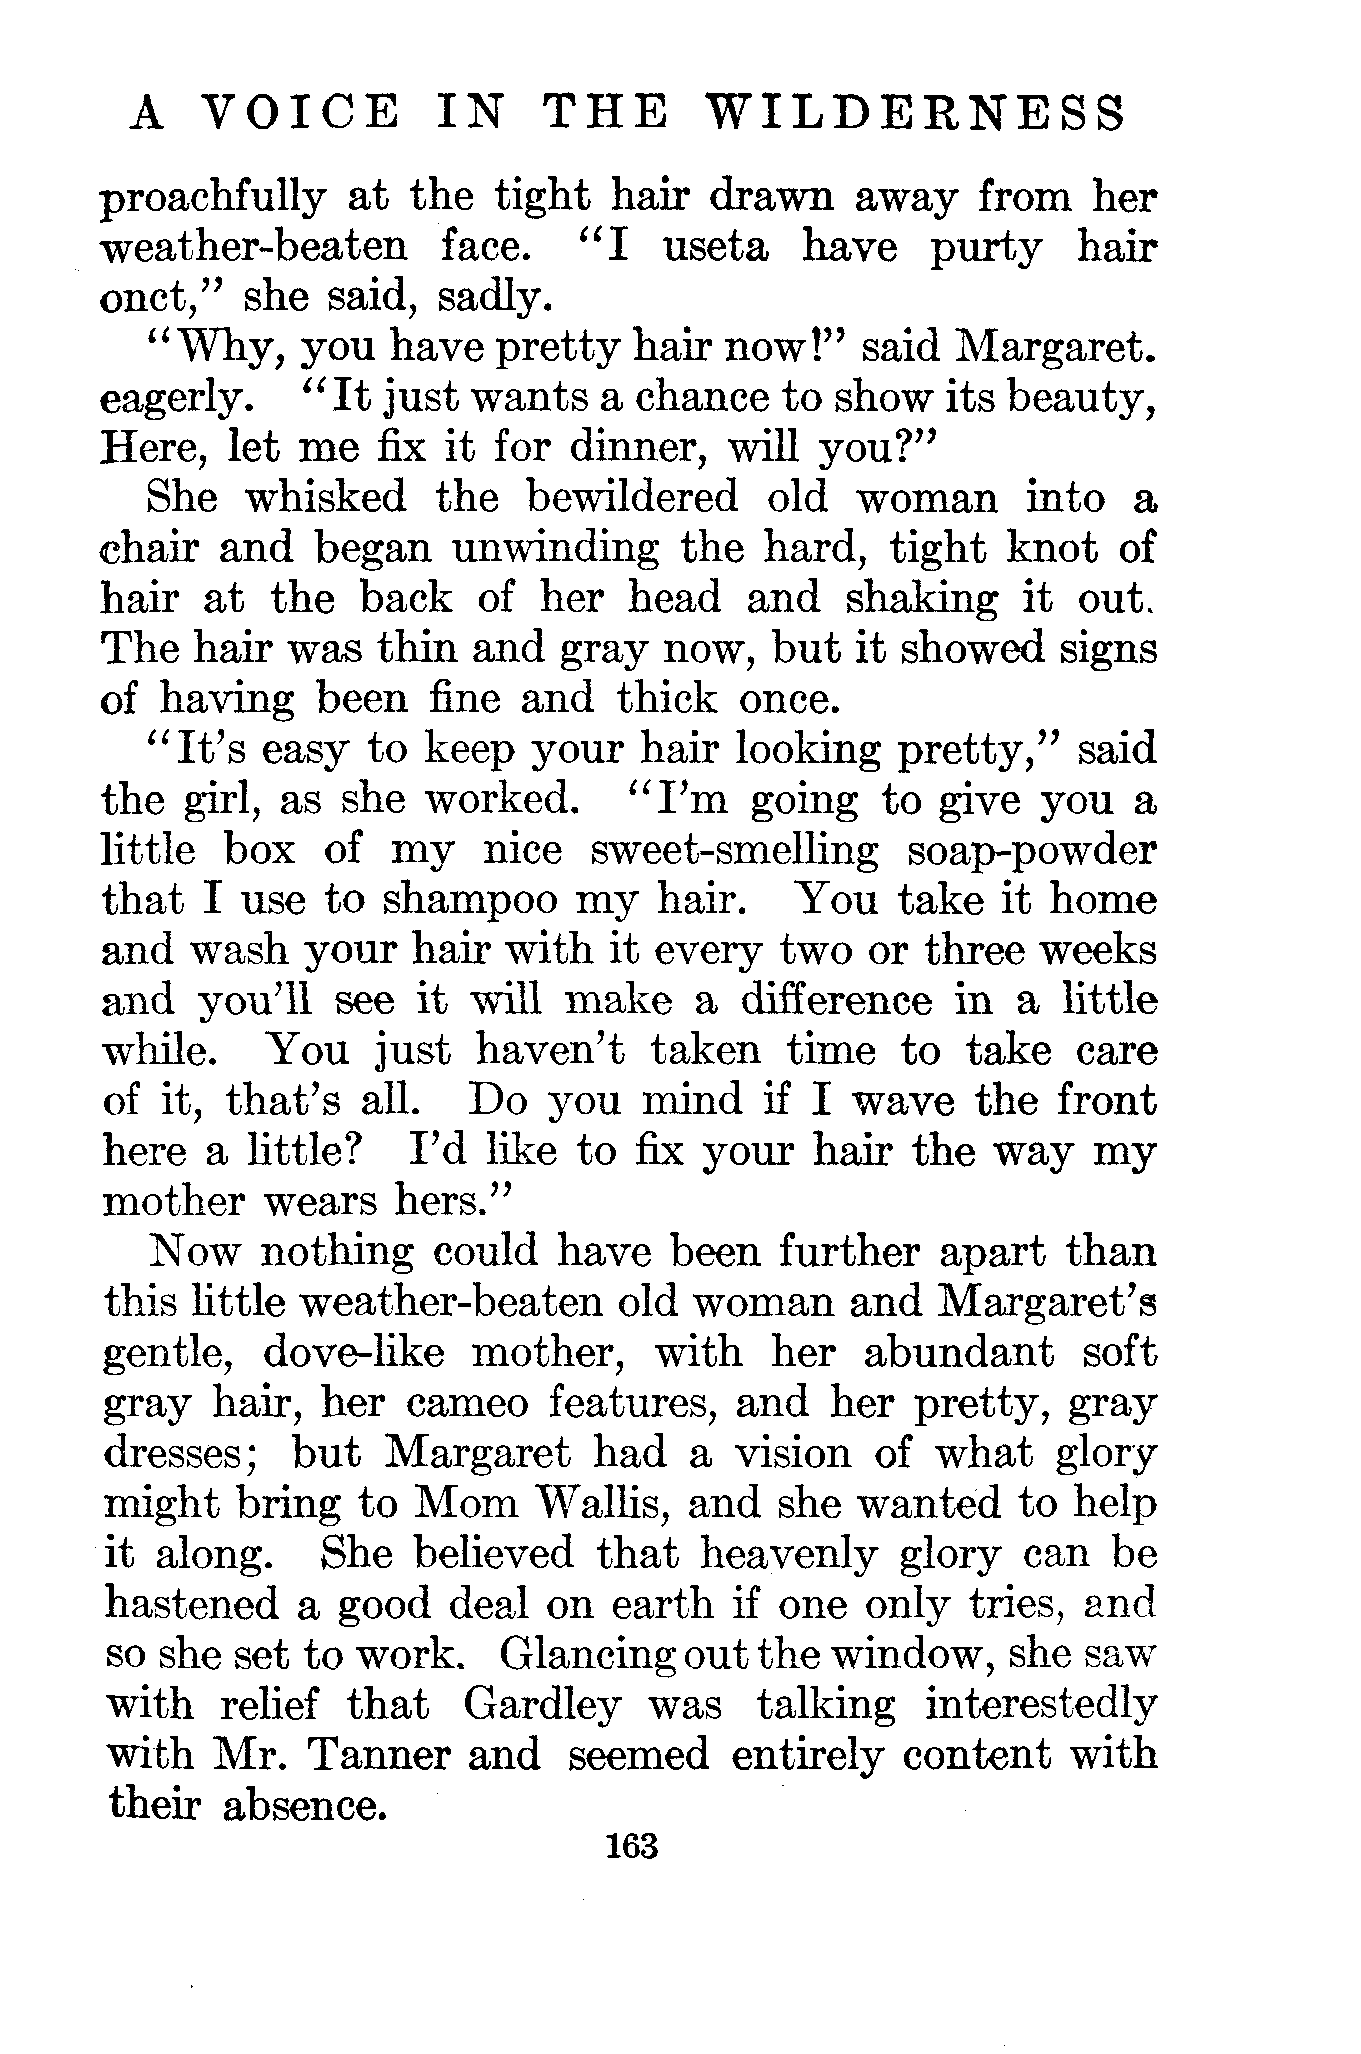 A VOICE IN THE WILDERNESS
proachfully at the tight hair drawn away from her
weather-beaten face. "I useta have purty hair
onct," she said, sadly.
"Why, you have pretty hair now!" said Margaret.
eagerly. "It just wants a chance to show its beauty,
Here, let me fix it for dinner, will you?"
She whisked the bewildered old woman into a
chair and began unwinding the hard, tight knot of
hair at the back of her head and shaking it out.
The hair was thin and gray now, but it showed signs
of having been fine and thick once.
"It's easy to keep your hair looking pretty," said
the girl, as she worked. "I'm going to give you a
little box of my nice sweet-smelling soap-powder
that I use to shampoo my hair. You take it home
and wash your hair with it every two or three weeks
and you'll see it will make a difference in a little
while. You just haven't taken time to take care
of it, that's all. Do you mind if I wave the front
here a little? I'd like to fix your hair the way my
mother wears hers."
Now nothing could have been further apart than
this little weather-beaten old woman and Margaret's
gentle, dove-like mother, with her abundant soft
gray hair, her cameo features, and her pretty, gray
dresses; but Margaret had a vision of what glory
might bring to Mom Wallis, and she wanted to help
it along. She believed that heavenly glory can be
hastened a good deal on earth if one only tries, and
so she set to work. Glancing out the window, she saw
with relief that Gardley was talking interestedly
with Mr. Tanner and seemed entirely content with
their absence.
163